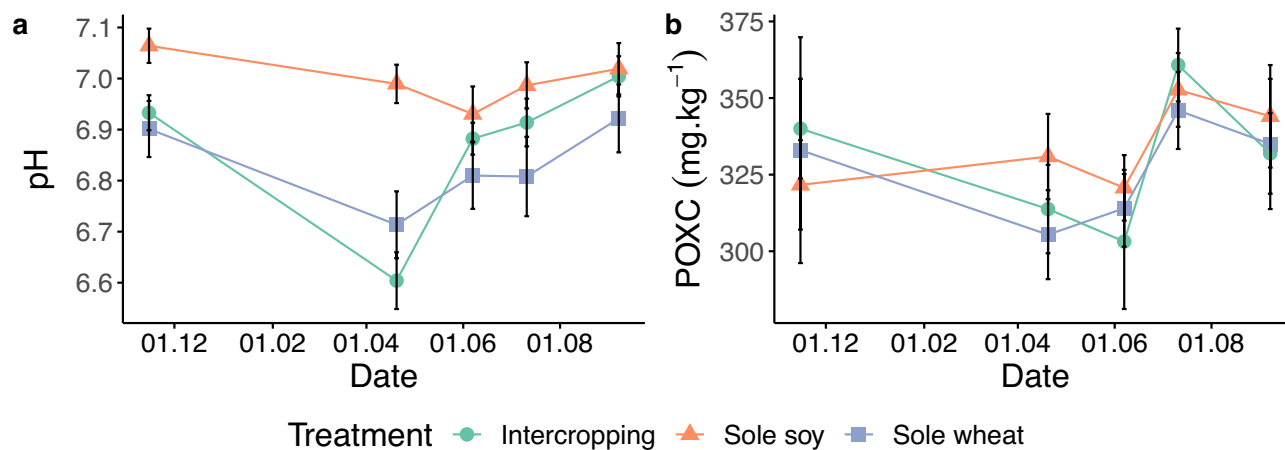 a
7.1
7.0
6.9
6.8
6.7
6.6
pH
01.12 01.02 01.04 01.06 01.08
Date
b
375
350
325
300
POXC (mg.kg⁻¹)
01.12 01.02 01.04 01.06 01.08
Date
Treatment Intercropping Sole soy Sole wheat